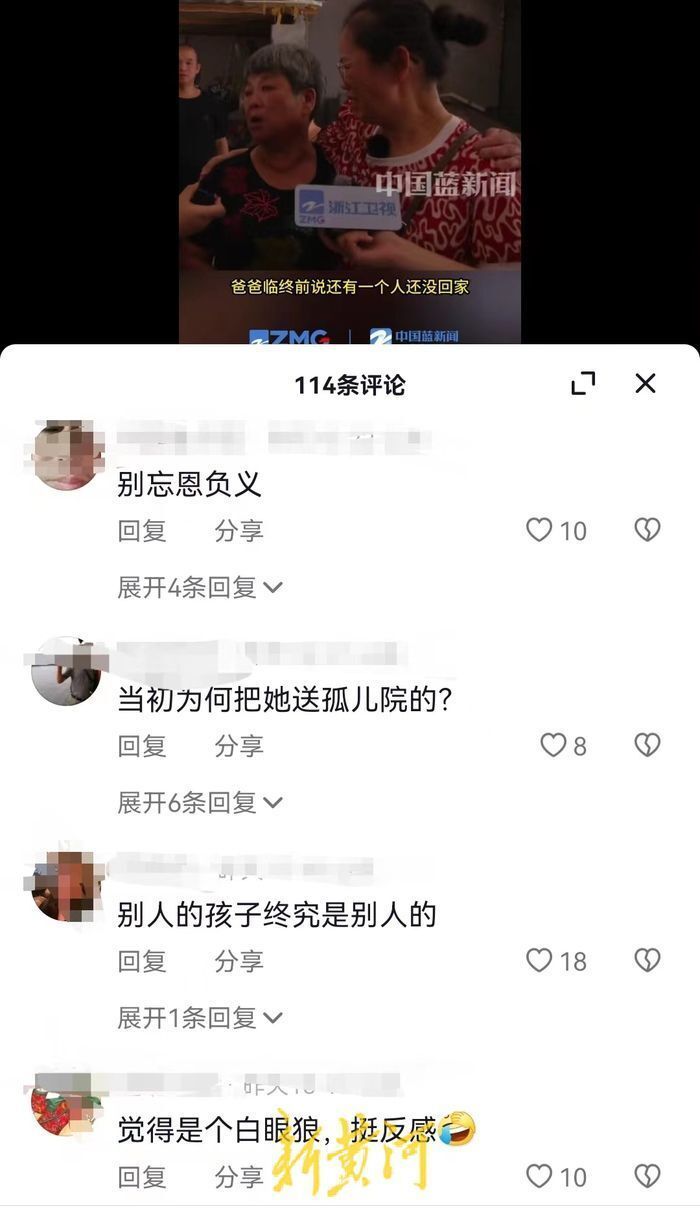 中国蓝新闻
ZMG
浙江卫视
爸爸临终前说还有一个人还没回家
ZMG
中国蓝新闻
114条评论
别忘恩负义
回复 分享 10
展开4条回复
当初为何把她送孤儿院的?
回复 分享 8
展开6条回复
别人的孩子终究是别人的
回复 分享 18
展开1条回复
觉得是个白眼狼，挺反感🤣
回复 分享 10
新黄河